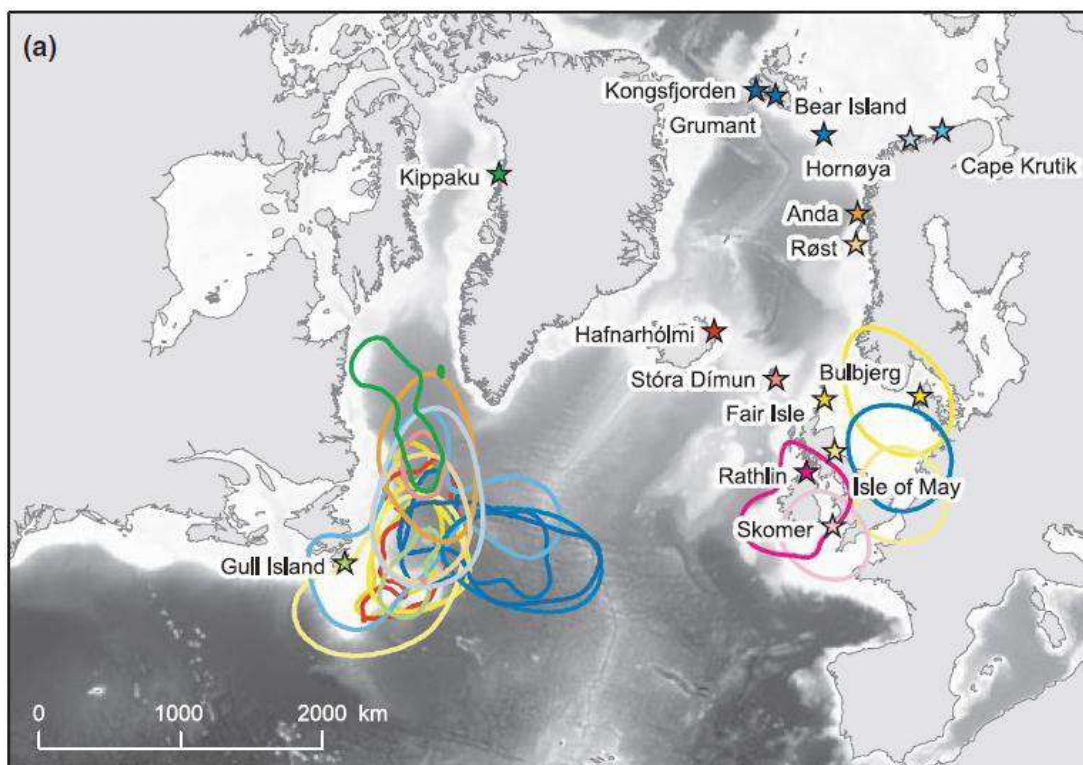 (a)
Kongsfjorden
Bear Island
Grumant
Hornøya
Cape Krutik
Kippaku
Anda
Røst
Hafnarhólmi
Stóra Dímun
Bulbjerg
Fair Isle
Rathlin
Isle of May
Skomer
Gull Island
0 1000 2000 km